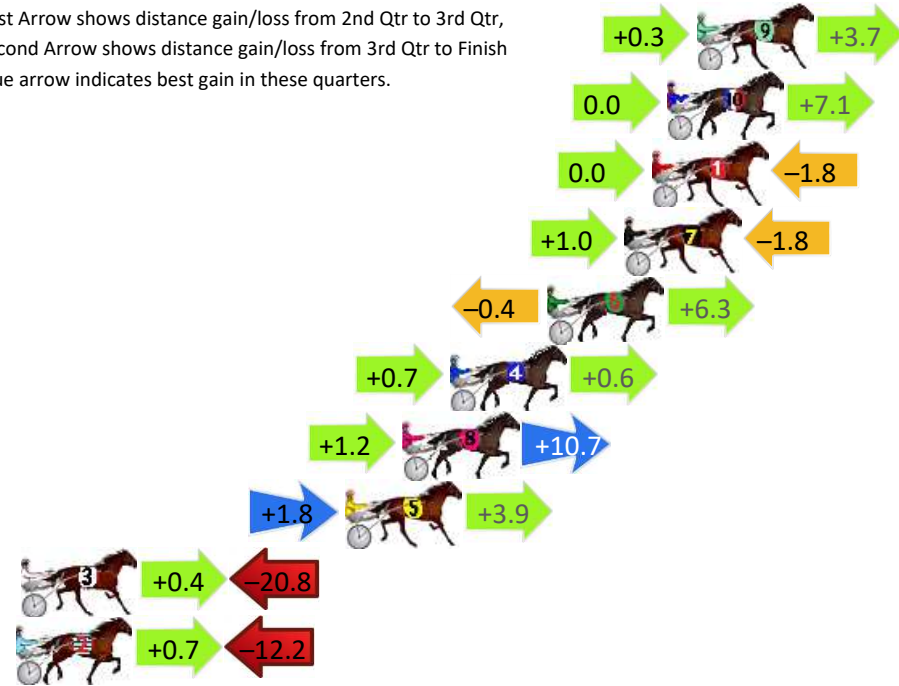 st Arrow shows distance gain/loss from 2nd Qtr to 3rd Qtr,
cond Arrow shows distance gain/loss from 3rd Qtr to Finish
ue arrow indicates best gain in these quarters.
+0.3 9 +3.7
0.0 0 +7.1
0.0 1 –1.8
+1.0 7 –1.8
–0.4 +6.3
+0.7 4 +0.6
+1.2 8 +10.7
+1.8 5 +3.9
3 +0.4 –20.8
2 +0.7 –12.2